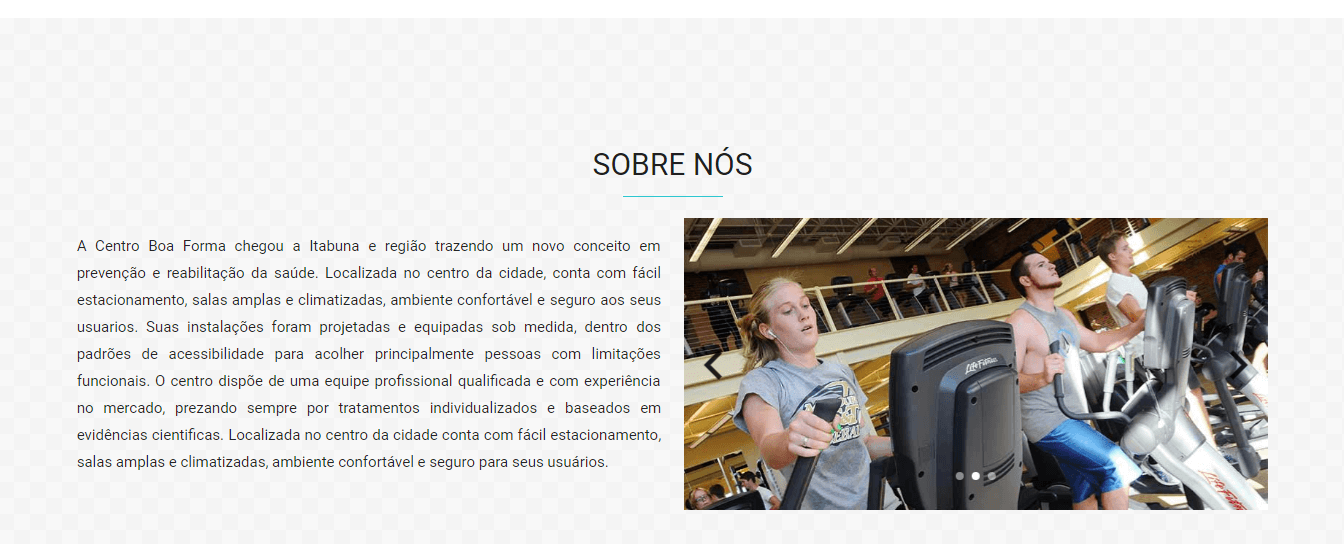 SOBRE NÓS
A Centro Boa Forma chegou a Itabuna e região trazendo um novo conceito em
prevenção e reabilitação da saúde. Localizada no centro da cidade, conta com fácil
estacionamento, salas amplas e climatizadas, ambiente confortável e seguro aos seus
usuarios. Suas instalações foram projetadas e equipadas sob medida, dentro dos
padrões de acessibilidade para acolher principalmente pessoas com limitações
funcionais. O centro dispõe de uma equipe profissional qualificada e com experiência
no mercado, prezando sempre por tratamentos individualizados e baseados em
evidências cientificas. Localizada no centro da cidade conta com fácil estacionamento,
salas amplas e climatizadas, ambiente confortável e seguro para seus usuários.
Life Fitness
Life Fitness